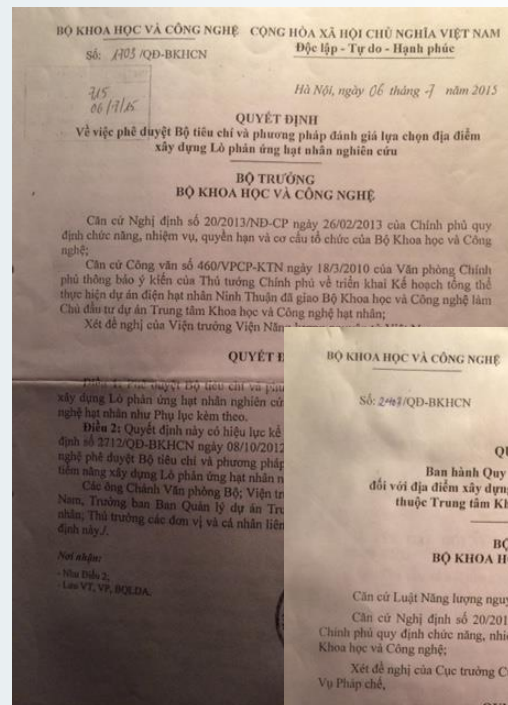 BỘ KHOA HỌC VÀ CÔNG NGHỆ CỘNG HÒA XÃ HỘI CHỦ NGHĨA VIỆT NAM
Số: 1703 /QĐ-BKHCN Độc lập - Tự do - Hạnh phúc
Hà Nội, ngày 06 tháng 7 năm 2015
715
06/7/15
QUYẾT ĐỊNH
Về việc phê duyệt Bộ tiêu chí và phương pháp đánh giá lựa chọn địa điểm
xây dựng Lò phản ứng hạt nhân nghiên cứu
BỘ TRƯỞNG
BỘ KHOA HỌC VÀ CÔNG NGHỆ
Căn cứ Nghị định số 20/2013/NĐ-CP ngày 26/02/2013 của Chính phủ quy
định chức năng, nhiệm vụ, quyền hạn và cơ cấu tổ chức của Bộ Khoa học và Công
nghệ;
Căn cứ Công văn số 460/VPCP-KTN ngày 18/3/2010 của Văn phòng Chính
phủ thông báo ý kiến của Thủ tướng Chính phủ về triển khai Kế hoạch tổng thể
thực hiện dự án điện hạt nhân Ninh Thuận đã giao Bộ Khoa học và Công nghệ làm
Chủ đầu tư dự án Trung tâm Khoa học và Công nghệ hạt nhân;
Xét đề nghị của Viện trưởng Viện
QUYẾT
Điều 1: Phê duyệt Bộ tiêu chí và
xây dựng Lò phản ứng hạt nhân nghiên
nghệ hạt nhân như Phụ lục kèm theo.
Điều 2: Quyết định này có hiệu lực kể
định số 2712/QĐ-BKHCN ngày 08/10/2012
nghệ phê duyệt Bộ tiêu chí và phương pháp
tiềm năng xây dựng Lò phản ứng hạt nhân
Các ông Chánh Văn phòng Bộ; Viện
Nam, Trưởng ban Ban Quản lý dự án
nhân; Thủ trưởng các đơn vị và cá nhân liên
định này./.
Nơi nhận:
- Như Điều 2;
- Lưu VT, VP, BQLDA.
BỘ KHOA HỌC VÀ CÔNG NGHỆ
Số: /QĐ-BKHCN
Ban hành Quy
đối với địa điểm xây
thuộc Trung tâm
BỘ KHOA
Căn cứ Luật Năng lượng
Căn cứ Nghị định số
Chính phủ quy định chức năng,
Khoa học và Công nghệ;
Xét đề nghị của Cục trưởng
Vụ Pháp chế,